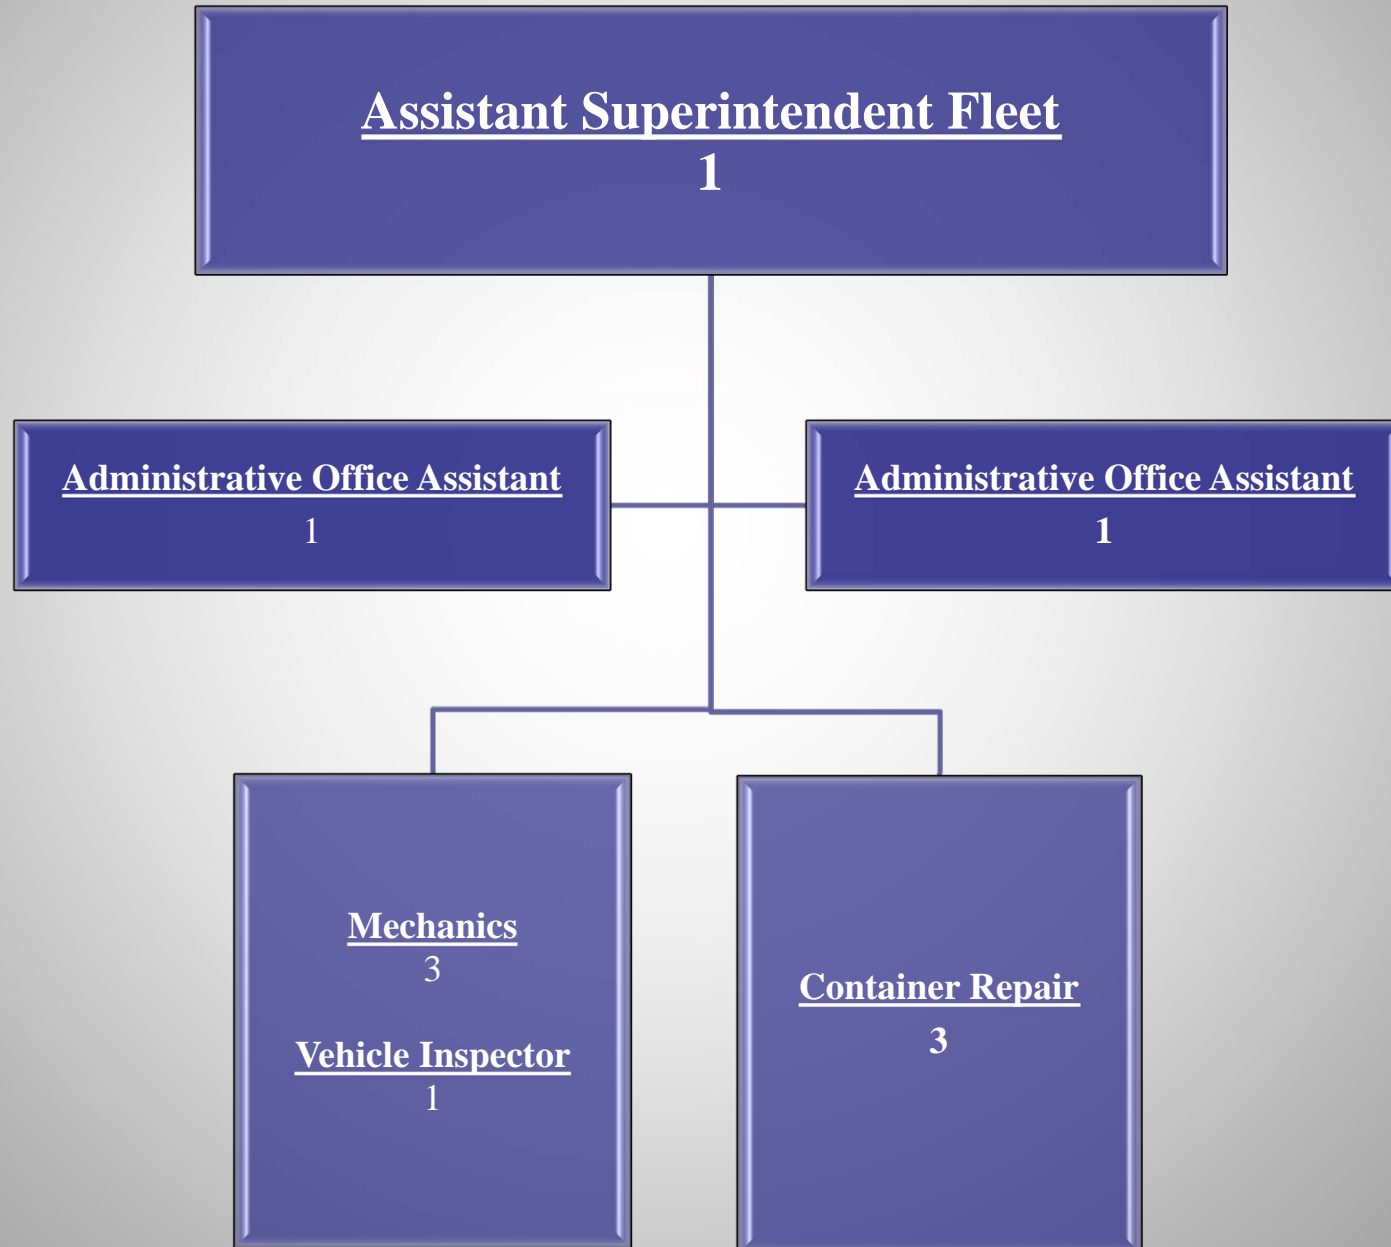 Assistant Superintendent Fleet
1
Administrative Office Assistant
1
Administrative Office Assistant
1
Mechanics
3
Vehicle Inspector
1
Container Repair
3